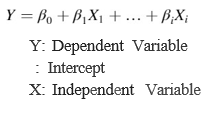 Y = β₀ + β₁X₁ + ... + βᵢXᵢ
Y: Dependent Variable
: Intercept
X: Independent Variable